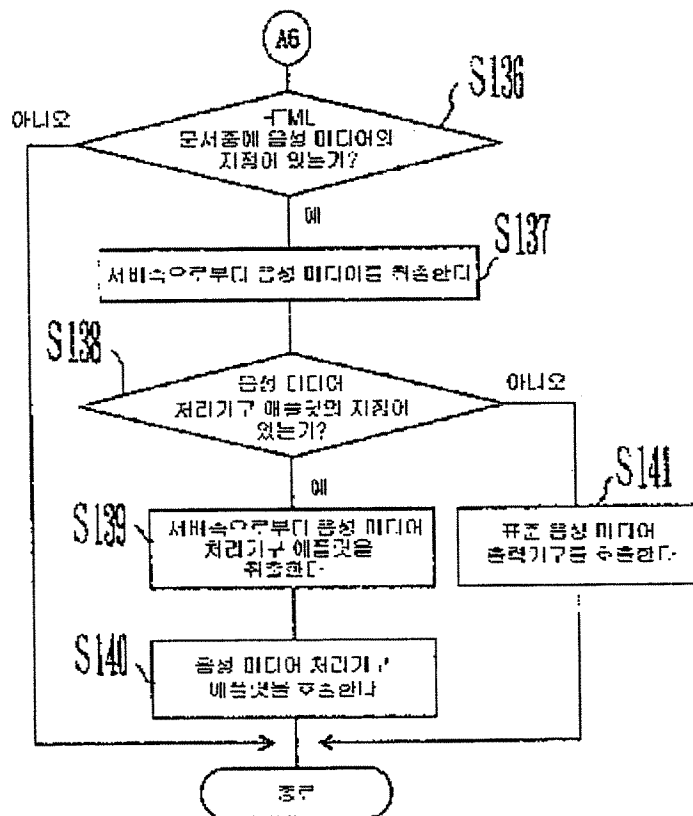 A6
S136
HTML
문서중에 음성 미디어의
지정이 있는가?
아니오
예
S137
서버측으로부터 음성 미디어를 취출한다
S138
음성 미디어
처리기구 애플릿의 지정이
있는가?
아니오
예
S139
서버측으로부터 음성 미디어
처리기구 애플릿을
취출한다
S141
표준 음성 미디어
출력기구를 호출한다
S140
음성 미디어 처리기구
애플릿을 호출한다
종료